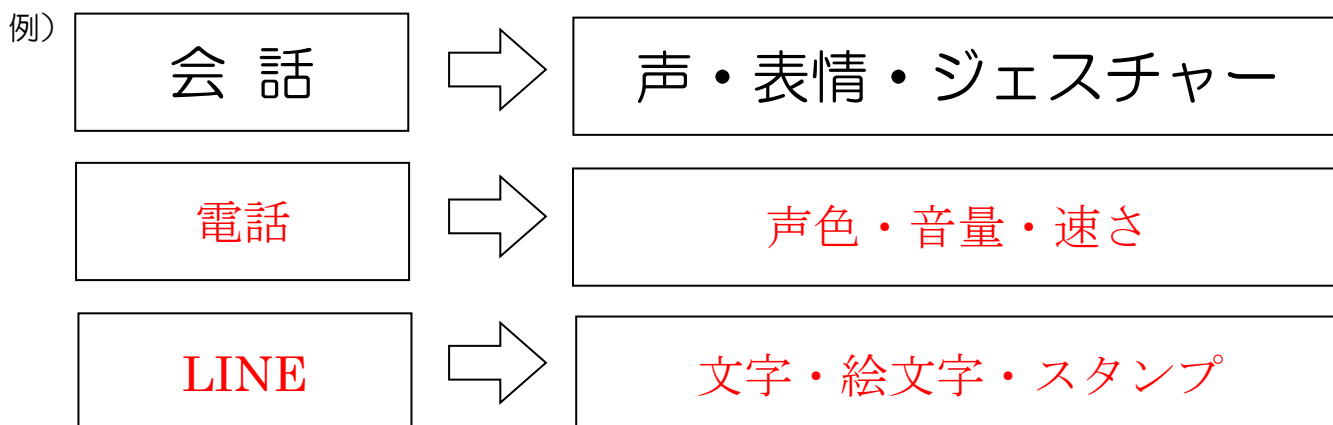 例）
会 話
声・表情・ジェスチャー
電話
声色・音量・速さ
LINE
文字・絵文字・スタンプ